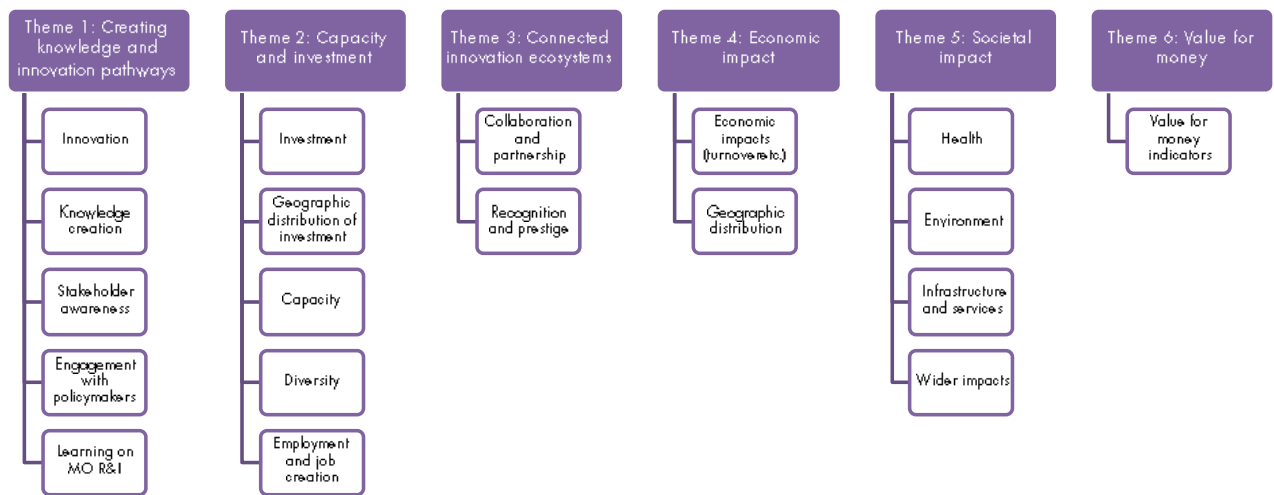 Theme 1: Creating
knowledge and
innovation pathways
Innovation
Knowledge
creation
Stakeholder
awareness
Engagement
with
policymakers
Learning on
MO R&I
Theme 2: Capacity
and investment
Investment
Geographic
distribution of
investment
Capacity
Diversity
Employment
and job
creation
Theme 3: Connected
innovation ecosystems
Collaboration
and
partnership
Recognition
and prestige
Theme 4: Economic
impact
Economic
impacts
(turnover etc.)
Geographic
distribution
Theme 5: Societal
impact
Health
Environment
Infrastructure
and services
Wider impacts
Theme 6: Value for
money
Value for
money
indicators